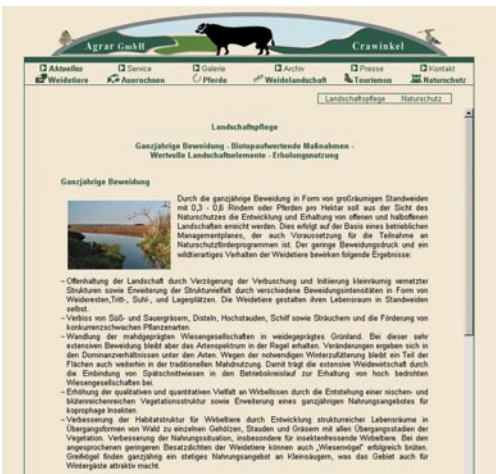 Agrar GmbH
Crawinkel
Aktuelles Service Galerie Archiv Presse Kontakt
Weidetiere Auerochsen Pferde Weidelandschaft Tourismus Naturschutz
Landschaftspflege Naturschutz
Landschaftspflege
Ganzjährige Beweidung - Biotopaufwertende Maßnahmen -
Wertvolle Landschaftselemente - Erholungsnutzung
Ganzjährige Beweidung
Durch die ganzjährige Beweidung in Form von großräumigen Standweiden
mit 0,3 - 0,6 Rindern oder Pferden pro Hektar soll aus der Sicht des
Naturschutzes die Entwicklung und Erhaltung von offenen und halboffenen
Landschaften erreicht werden. Dies erfolgt auf der Basis eines betrieblichen
Managementplanes, der auch Voraussetzung für die Teilnahme an
Naturschutzförderprogrammen ist. Der geringe Beweidungsdruck und ein
wildtierartiges Verhalten der Weidetiere bewirken folgende Ergebnisse:
– Offenhaltung der Landschaft durch Verzögerung der Verbuschung und Initiierung kleinräumig vernetzter
Strukturen sowie Erweiterung der Strukturvielfalt durch verschiedene Beweidungsintensitäten in Form von
Weideresten,Tritt-, Suhl-, und Lagerplätzen. Die Weidetiere gestalten ihren Lebensraum in Standweiden
selbst.
– Verbiss von Süß- und Sauergräsern, Disteln, Hochstauden, Schilf sowie Sträuchern und die Förderung von
konkurrenzschwachen Pflanzenarten.
– Wandlung der mahdgeprägten Wiesengesellschaften in weidegeprägtes Grünland. Bei dieser sehr
extensiven Beweidung bleibt aber das Artenspektrum in der Regel erhalten. Veränderungen ergeben sich in
den Dominanzverhältnissen unter den Arten. Wegen der notwendigen Winterzufütterung bleibt ein Teil der
Flächen auch weiterhin in der traditionellen Mahdnutzung. Damit trägt die extensive Weidewirtschaft durch
die Einbindung von Spätschnittwiesen in den Betriebskreislauf zur Erhaltung von hoch bedrohten
Wiesengesellschaften bei.
– Erhöhung der qualitativen und quantitativen Vielfalt an Wirbellosen durch die Entstehung einer nischen- und
blütenreichenreichen Vegetationsstruktur sowie Erweiterung eines ganzjährigen Nahrungsangebotes für
koprophage Insekten.
– Verbesserung der Habitatstruktur für Wirbeltiere durch Entwicklung strukturreicher Lebensräume in
Übergangsformen von Wald zu einzelnen Gehölzen, Stauden und Gräsern mit allen Übergangsstadien der
Vegetation. Verbesserung der Nahrungssituation, insbesondere für insektenfressende Wirbeltiere. Bei den
angesprochenen geringeren Besatzdichten der Weidetiere können auch „Wiesenvögel" erfolgreich brüten.
Greifvögel finden ganzjährig ein stetiges Nahrungsangebot an Kleinsäugern, was das Gebiet auch für
Wintergäste attraktiv macht.